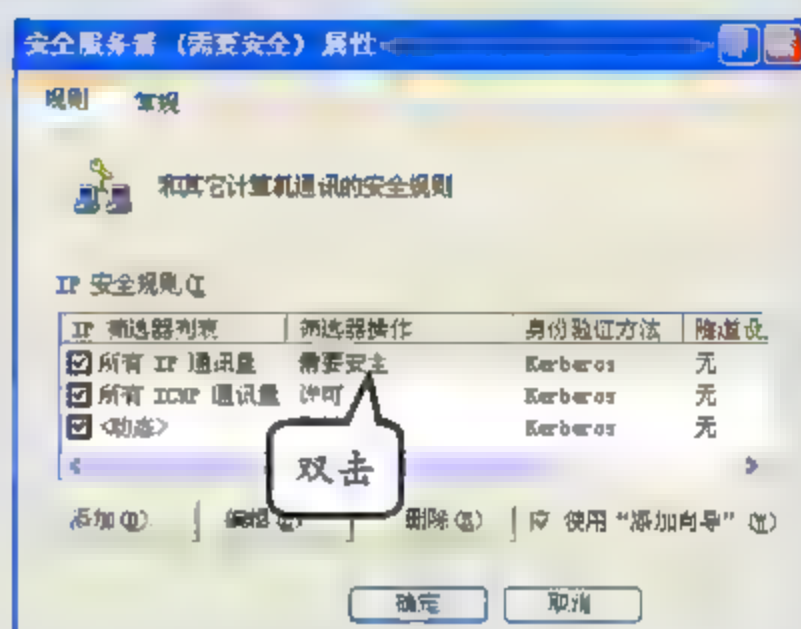 安全服务器 (需要安全) 属性
规则 常规
和其它计算机通讯的安全规则
IP 安全规则(I
IP 筛选器列表 筛选器操作 身份验证方法 隧道设
所有 IP 通讯量 需要安全 Kerberos 无
所有 ICMP 通讯量 许可 Kerberos 无
<动态> Kerberos 无
双击
添加(D) 编辑(E) 删除(R) 使用“添加向导” (W)
确定 取消